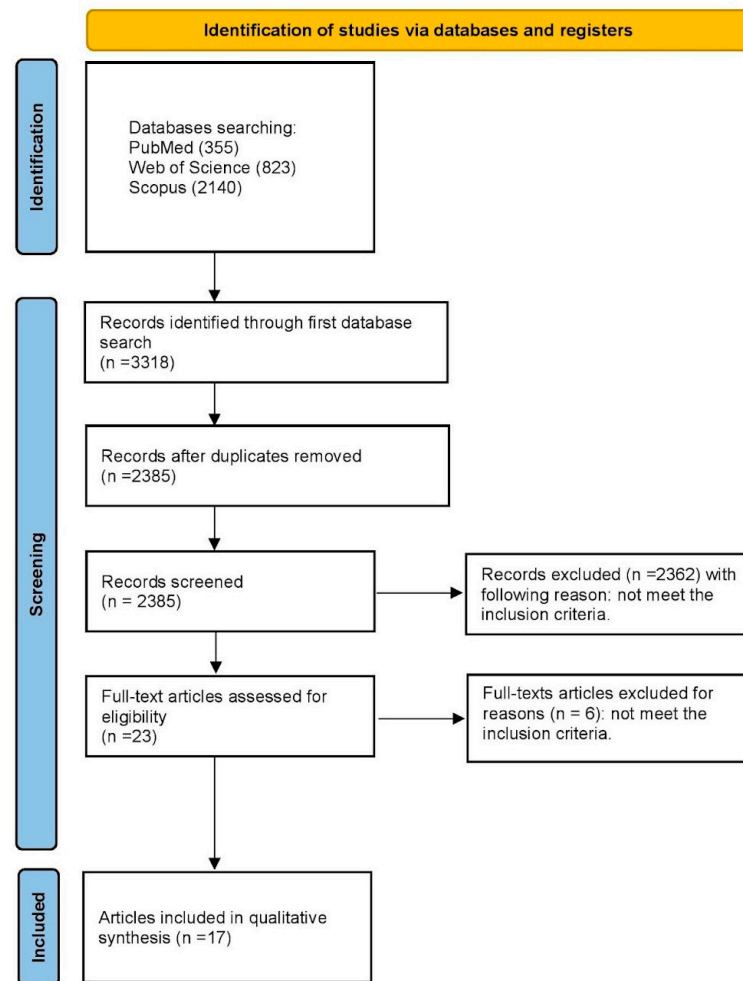 Identification of studies via databases and registers
Identification
Databases searching:
PubMed (355)
Web of Science (823)
Scopus (2140)
Screening
Records identified through first database
search
(n =3318)
Records after duplicates removed
(n =2385)
Records screened
(n = 2385)
Records excluded (n =2362) with
following reason: not meet the
inclusion criteria.
Full-text articles assessed for
eligibility
(n =23)
Full-texts articles excluded for
reasons (n = 6): not meet the
inclusion criteria.
Included
Articles included in qualitative
synthesis (n =17)